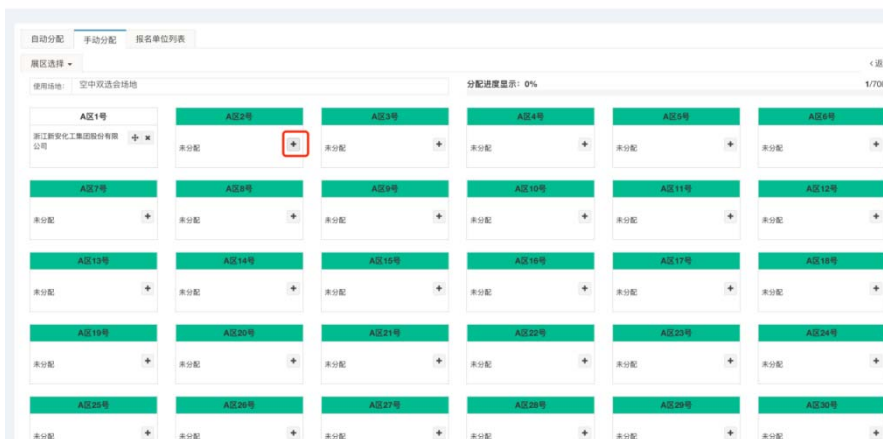 自动分配 手动分配 报名单位列表
展区选择
使用场地: 空中双选会场地 分配进度显示: 0%
A区1号 A区2号 A区3号 A区4号 A区5号 A区6号
浙江新安化工集团股份有限公司 未分配 未分配 未分配 未分配 未分配
A区7号 A区8号 A区9号 A区10号 A区11号 A区12号
未分配 未分配 未分配 未分配 未分配 未分配
A区13号 A区14号 A区15号 A区16号 A区17号 A区18号
未分配 未分配 未分配 未分配 未分配 未分配
A区19号 A区20号 A区21号 A区22号 A区23号 A区24号
未分配 未分配 未分配 未分配 未分配 未分配
A区25号 A区26号 A区27号 A区28号 A区29号 A区30号
未分配 未分配 未分配 未分配 未分配 未分配